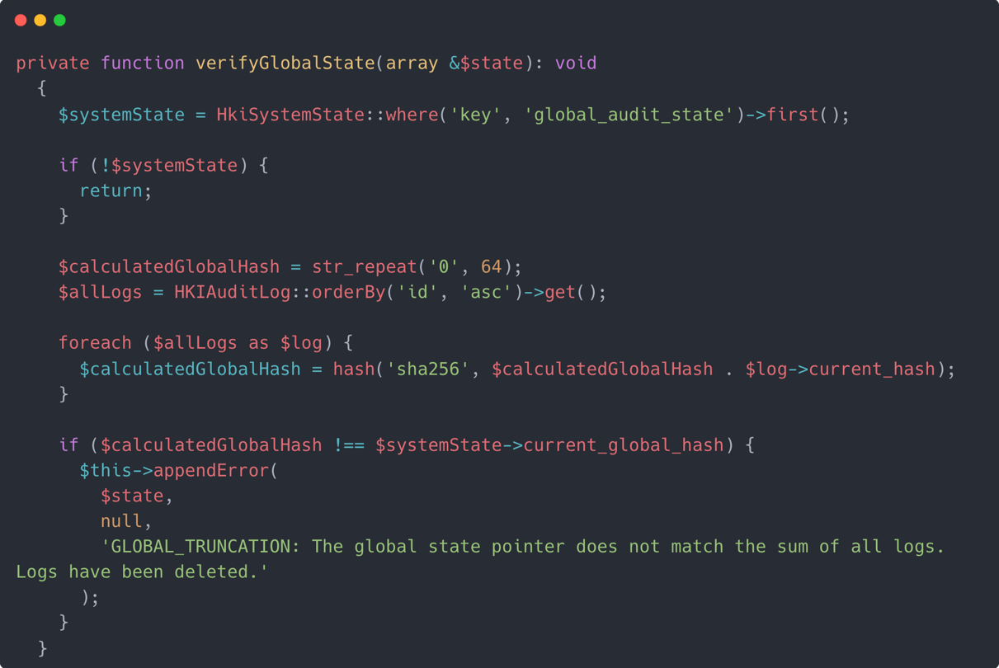 private function verifyGlobalState(array &$state): void
  {
    $systemState = HkiSystemState::where('key', 'global_audit_state')->first();

    if (!$systemState) {
      return;
    }

    $calculatedGlobalHash = str_repeat('0', 64);
    $allLogs = HKIAuditLog::orderBy('id', 'asc')->get();

    foreach ($allLogs as $log) {
      $calculatedGlobalHash = hash('sha256', $calculatedGlobalHash . $log->current_hash);
    }

    if ($calculatedGlobalHash !== $systemState->current_global_hash) {
      $this->appendError(
        $state,
        null,
        'GLOBAL_TRUNCATION: The global state pointer does not match the sum of all logs.
Logs have been deleted.'
      );
    }
  }